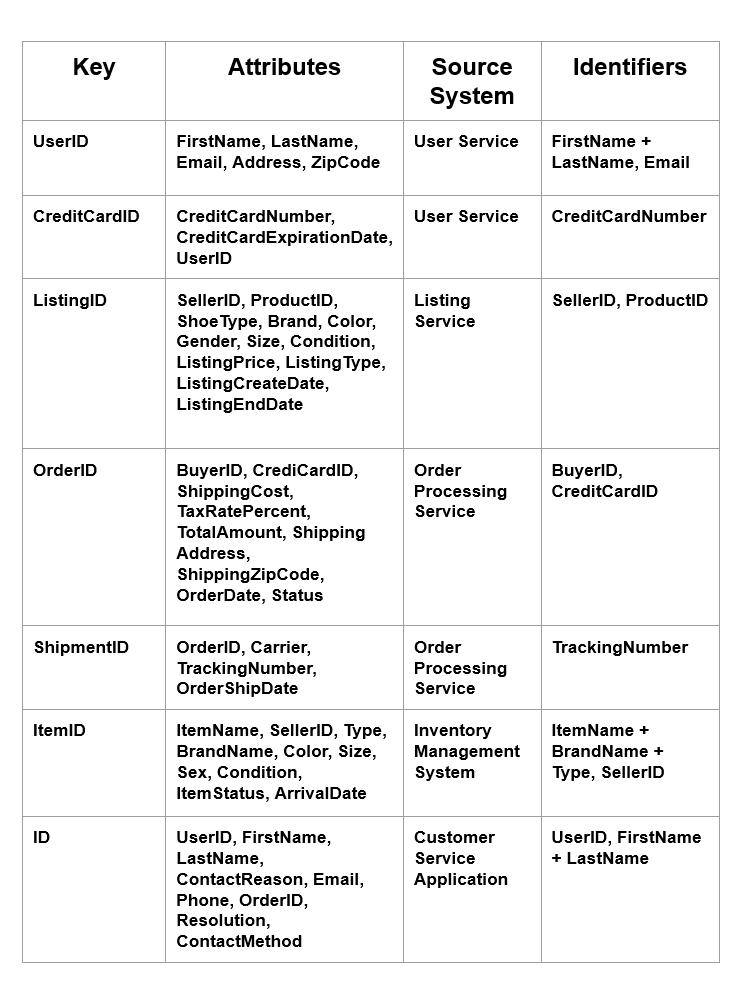 Key
Attributes
Source
System
Identifiers
UserID
FirstName, LastName,
Email, Address, ZipCode
User Service
FirstName +
LastName, Email
CreditCardID
CreditCardNumber,
CreditCardExpirationDate,
UserID
User Service
CreditCardNumber
ListingID
SellerID, ProductID,
ShoeType, Brand, Color,
Gender, Size, Condition,
ListingPrice, ListingType,
ListingCreateDate,
ListingEndDate
Listing
Service
SellerID, ProductID
OrderID
BuyerID, CrediCardID,
ShippingCost,
TaxRatePercent,
TotalAmount, Shipping
Address,
ShippingZipCode,
OrderDate, Status
Order
Processing
Service
BuyerID,
CreditCardID
ShipmentID
OrderID, Carrier,
TrackingNumber,
OrderShipDate
Order
Processing
Service
TrackingNumber
ItemID
ItemName, SellerID, Type,
BrandName, Color, Size,
Sex, Condition,
ItemStatus, ArrivalDate
Inventory
Management
System
ItemName +
BrandName +
Type, SellerID
ID
UserID, FirstName,
LastName,
ContactReason, Email,
Phone, OrderID,
Resolution,
ContactMethod
Customer
Service
Application
UserID, FirstName
+ LastName